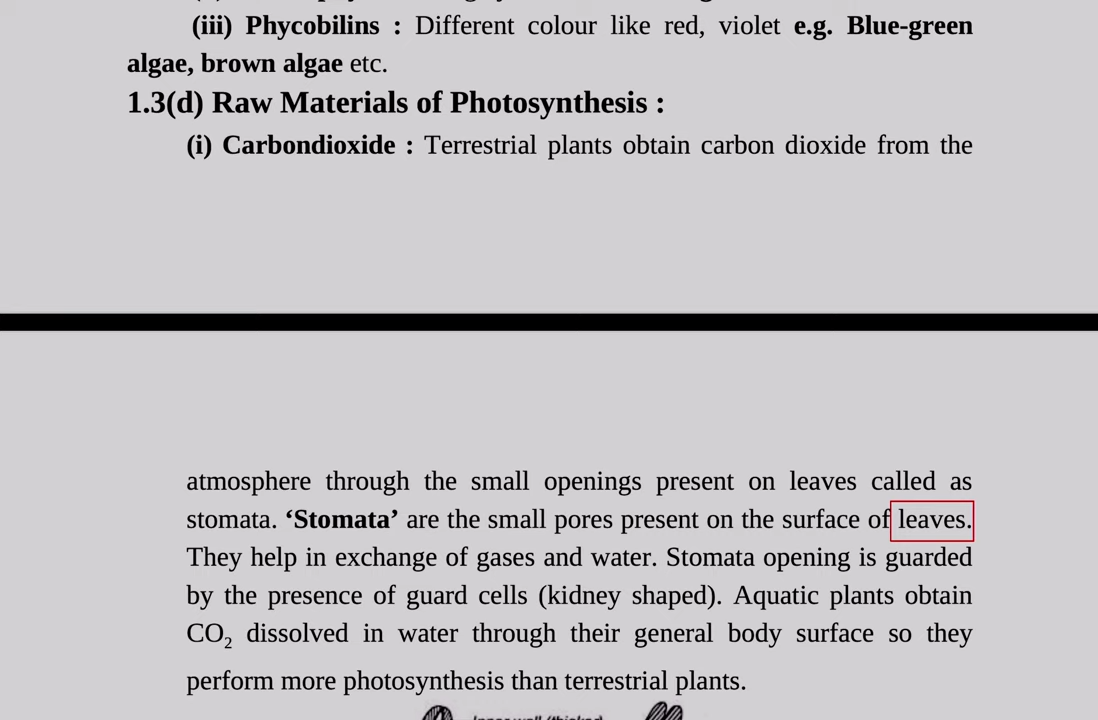 (iii) Phycobilins : Different colour like red, violet e.g. Blue-green
algae, brown algae etc.
1.3(d) Raw Materials of Photosynthesis :
(i) Carbondioxide : Terrestrial plants obtain carbon dioxide from the
atmosphere through the small openings present on leaves called as
stomata. ‘Stomata’ are the small pores present on the surface of leaves.
They help in exchange of gases and water. Stomata opening is guarded
by the presence of guard cells (kidney shaped). Aquatic plants obtain
CO₂ dissolved in water through their general body surface so they
perform more photosynthesis than terrestrial plants.